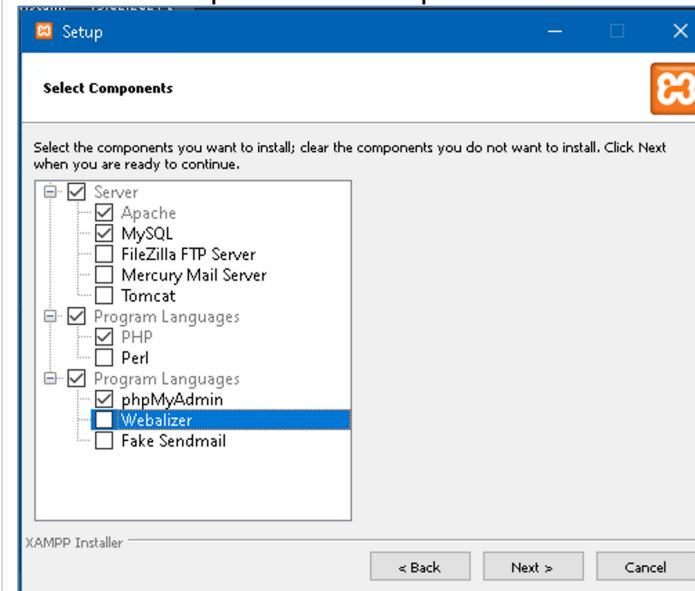 Setup
Select Components
Select the components you want to install; clear the components you do not want to install. Click Next
when you are ready to continue.
Server
Apache
MySQL
FileZilla FTP Server
Mercury Mail Server
Tomcat
Program Languages
PHP
Perl
Program Languages
phpMyAdmin
Webalizer
Fake Sendmail
XAMPP Installer
< Back
Next >
Cancel